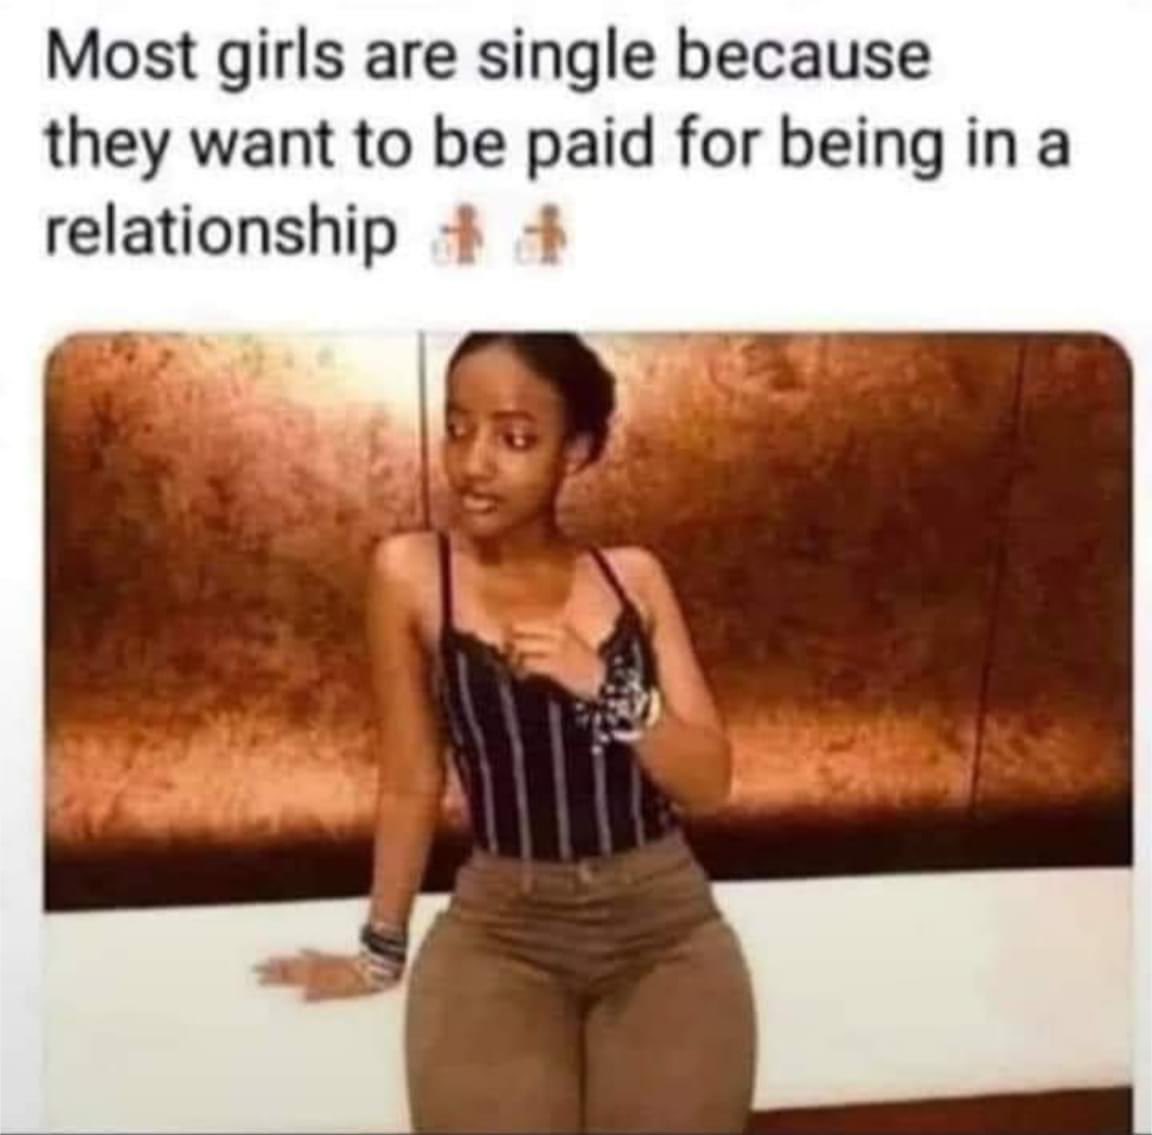 Most girls are single because
they want to be paid for being in a
relationship 🚮 🚮